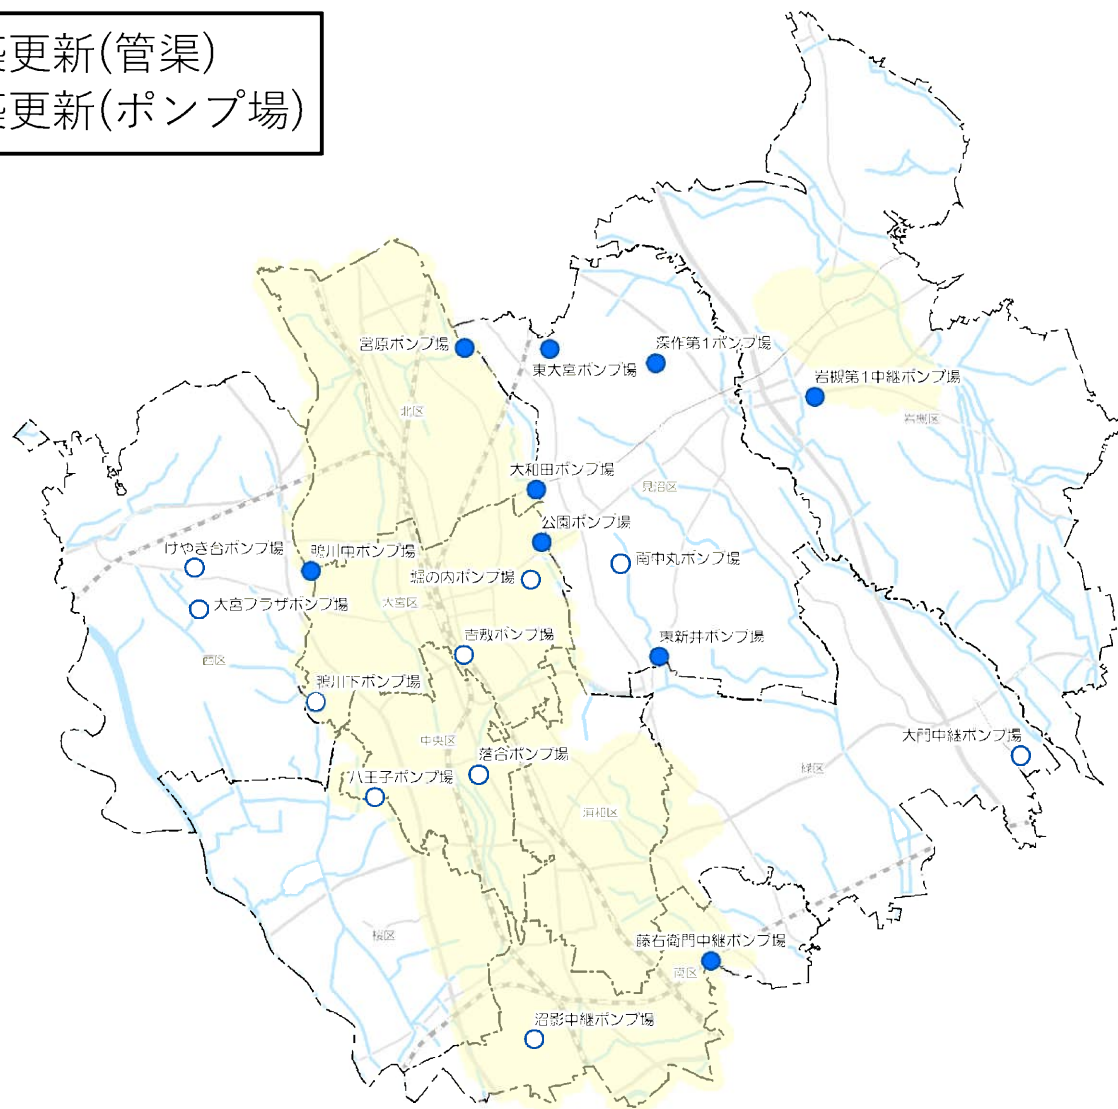 築更新(管渠)
築更新(ポンプ場)
宮原ポンプ場
東大宮ポンプ場
深作第1ポンプ場
岩槻第1中継ポンプ場
北区
岩槻区
大和田ポンプ場
見沼区
公園ポンプ場
けやき台ポンプ場
鴨川中ポンプ場
堀の内ポンプ場
南中丸ポンプ場
大宮プラザポンプ場
大宮区
吉敷ポンプ場
東新井ポンプ場
西区
鴨川下ポンプ場
中央区
落合ポンプ場
大門中継ポンプ場
八王子ポンプ場
緑区
浦和区
桜区
藤右衛門中継ポンプ場
南区
沼影中継ポンプ場